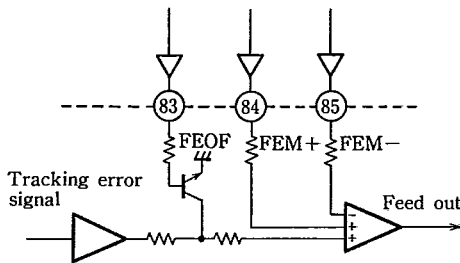 83 84 85
FEOF FEM+ FEM−
Tracking error
signal
Feed out
−
+
+